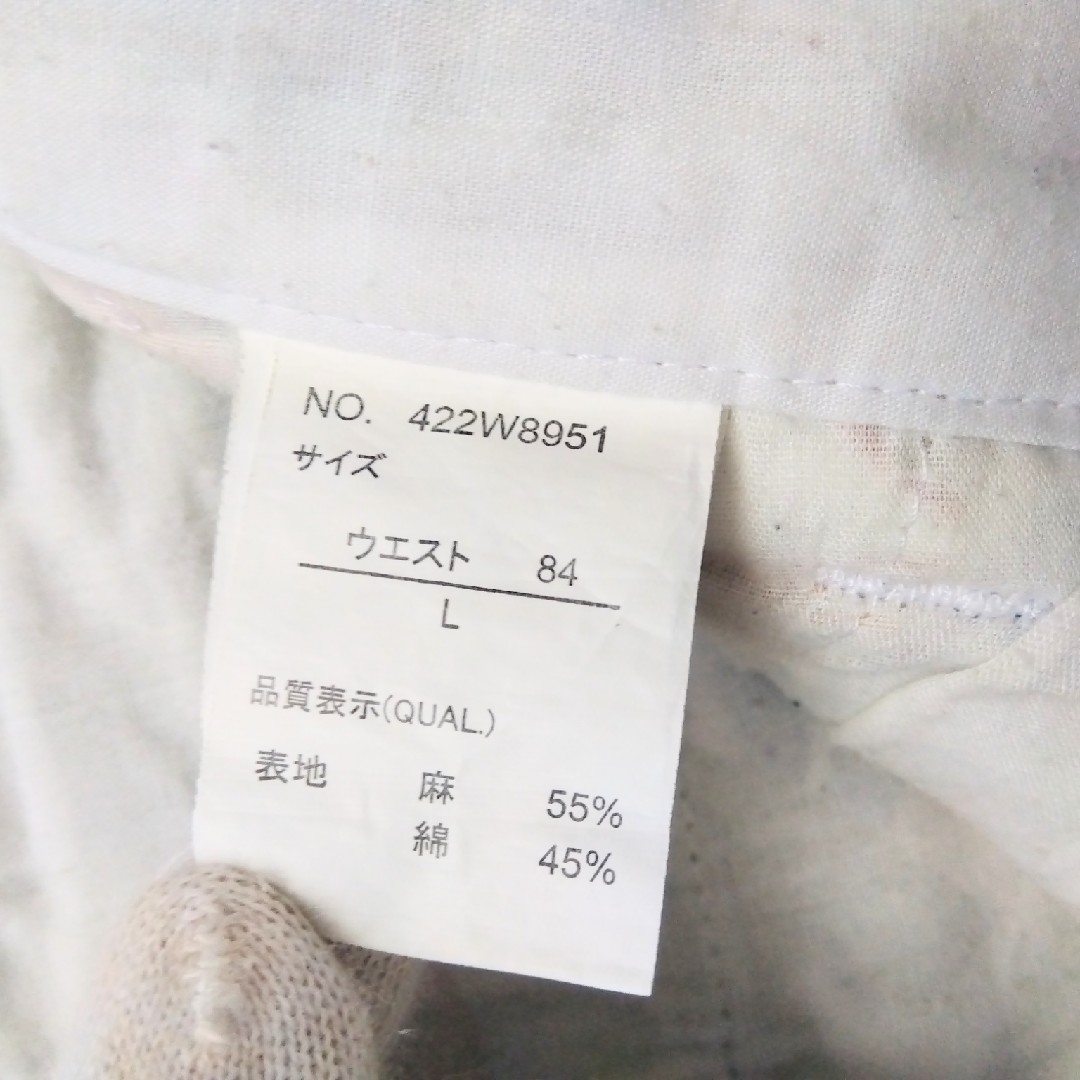 NO. 422W8951
サイズ
ウエスト 84
L
品質表示(QUAL.)
表地 麻 55%
綿 45%